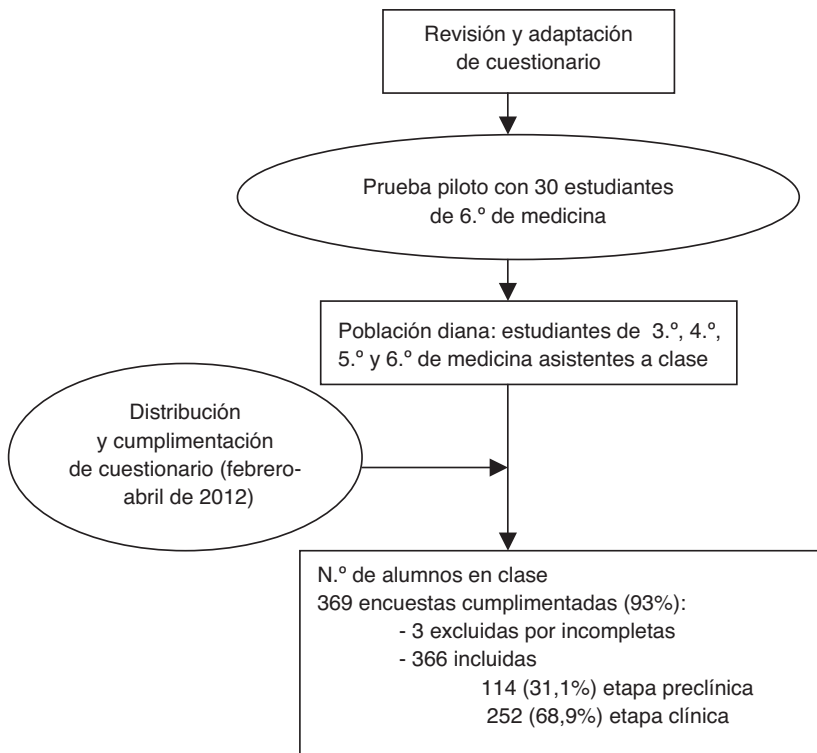 Revisión y adaptación
de cuestionario
Prueba piloto con 30 estudiantes
de 6.º de medicina
Población diana: estudiantes de 3.º, 4.º,
5.º y 6.º de medicina asistentes a clase
Distribución
y cumplimentación
de cuestionario (febrero-
abril de 2012)
N.º de alumnos en clase
369 encuestas cumplimentadas (93%):
- 3 excluidas por incompletas
- 366 incluidas
114 (31,1%) etapa preclínica
252 (68,9%) etapa clínica